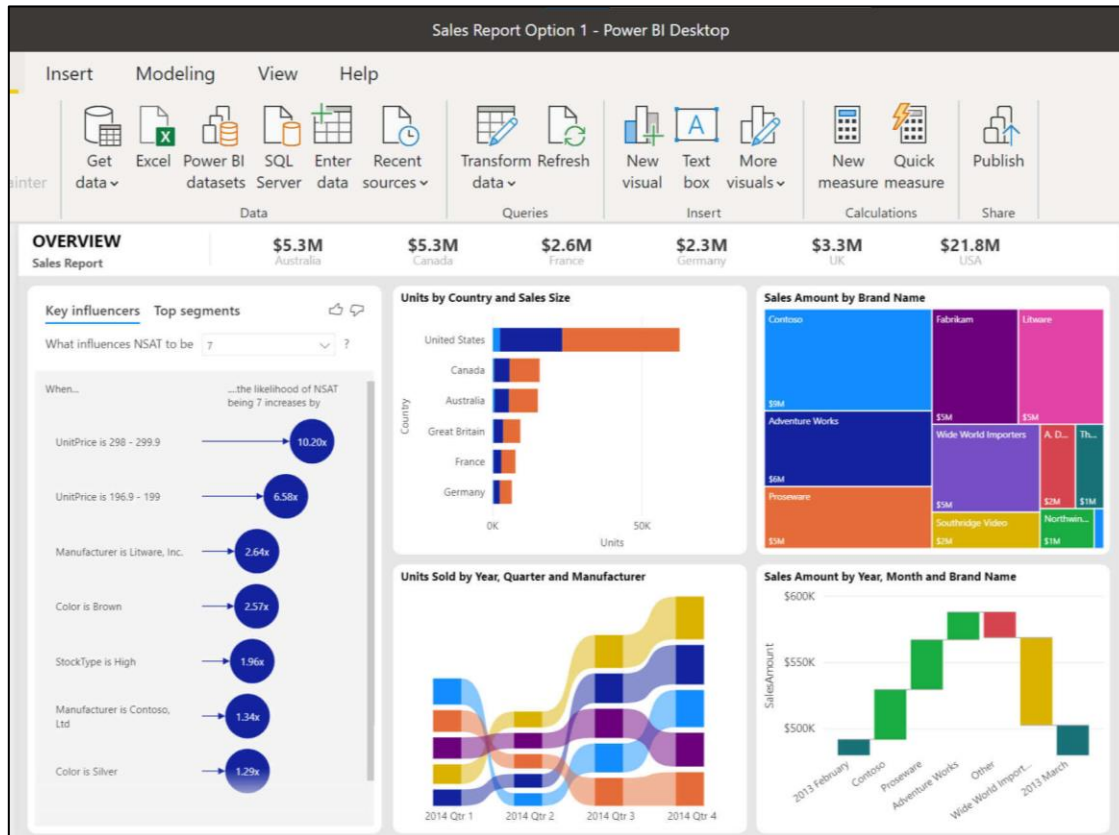 Sales Report Option 1 - Power BI Desktop
Insert Modeling View Help
Get data Excel Power BI datasets SQL Server Enter data Recent sources Transform data Refresh New visual Text box More visuals New measure Quick measure Publish
Data Queries Insert Calculations Share
OVERVIEW
Sales Report
$5.3M $5.3M $2.6M $2.3M $3.3M $21.8M
Australia Canada France Germany UK USA
Key influencers Top segments
What influences NSAT to be 7 ?
When... ....the likelihood of NSAT being 7 increases by
UnitPrice is 298 - 299.9 10.20x
UnitPrice is 196.9 - 199 6.58x
Manufacturer is Litware, Inc. 2.64x
Color is Brown 2.57x
StockType is High 1.96x
Manufacturer is Contoso, Ltd 1.34x
Color is Silver 1.29x
Units by Country and Sales Size
Country
United States
Canada
Australia
Great Britain
France
Germany
0K 50K
Units
Sales Amount by Brand Name
Contoso
$9M
Adventure Works
$6M
Proseware
$5M
Fabrikam
$5M
Litware
$5M
Wide World Importers
$5M
Southridge Video
$2M
A. D...
$2M
Th...
$1M
Northwin...
$1M
Units Sold by Year, Quarter and Manufacturer
2014 Qtr 1 2014 Qtr 2 2014 Qtr 3 2014 Qtr 4
Sales Amount by Year, Month and Brand Name
SalesAmount
$600K
$550K
$500K
2013 February
Contoso
Proseware
Adventure Works
Other
Wide World Import...
2013 March